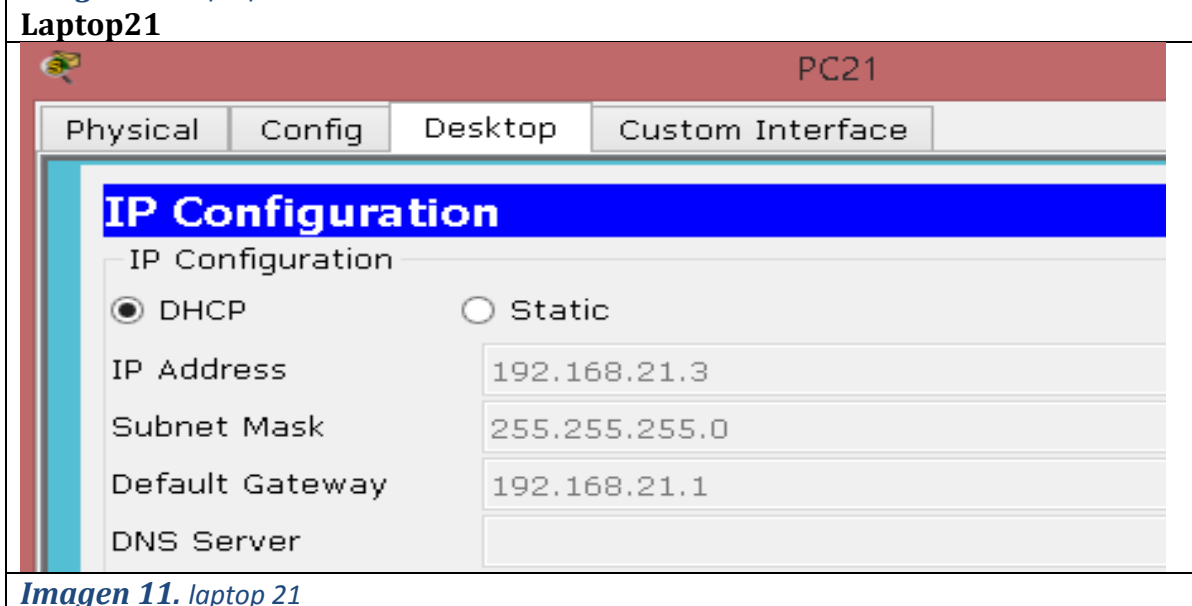 Laptop21
PC21
Physical Config Desktop Custom Interface
IP Configuration
IP Configuration
DHCP Static
IP Address 192.168.21.3
Subnet Mask 255.255.255.0
Default Gateway 192.168.21.1
DNS Server
Imagen 11. laptop 21